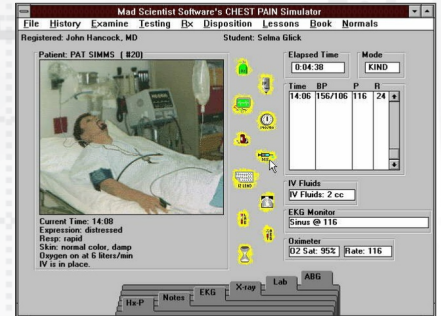 Mad Scientist Software's CHEST PAIN Simulator
File History Examine Testing Rx Disposition Lessons Book Normals
Registered: John Hancock, MD Student: Selma Glick
Patient: PAT SIMMS ( #20)
Elapsed Time Mode
0:04:38 KIND
Time BP P R
14:06 156/106 116 24
IV Fluids
IV Fluids: 2 cc
EKG Monitor
Sinus @ 116
Oximeter
O2 Sat: 95% Rate: 116
Current Time: 14:08
Expression: distressed
Resp: rapid
Skin: normal color, damp
Oxygen on at 6 liters/min
IV is in place.
Hx-P Notes EKG X-ray Lab ABG